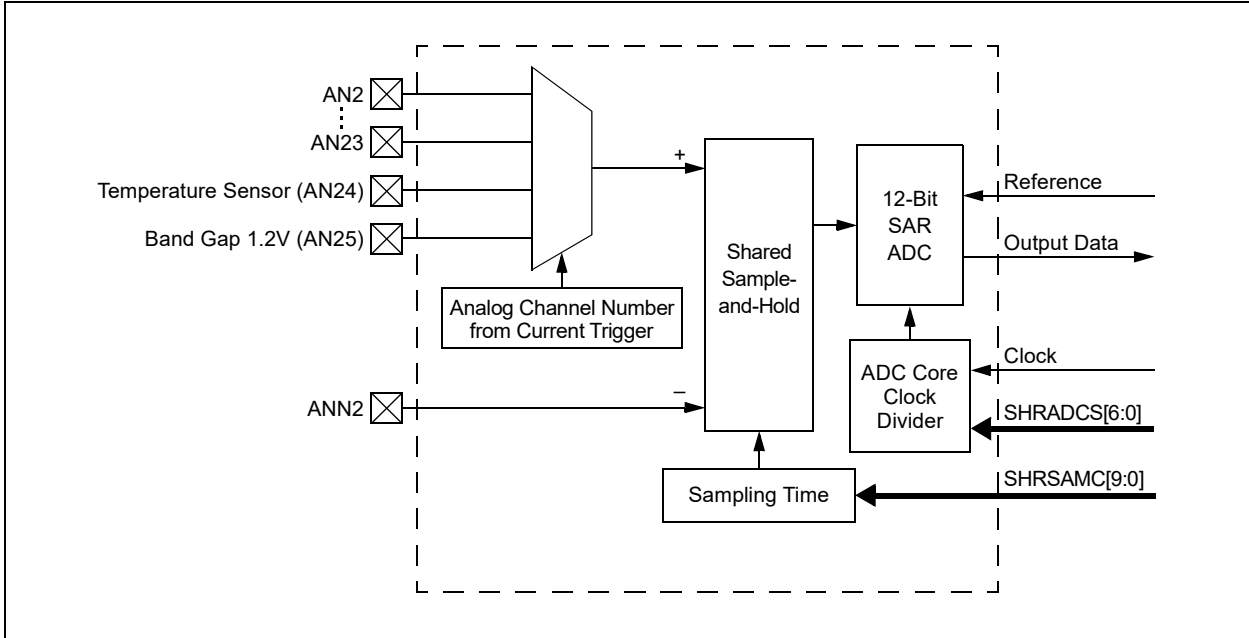 AN2
AN23
Temperature Sensor (AN24)
Band Gap 1.2V (AN25)
Analog Channel Number
from Current Trigger
ANN2
+
–
Shared
Sample-
and-Hold
Sampling Time
12-Bit
SAR
ADC
ADC Core
Clock
Divider
Reference
Output Data
Clock
SHRADCS[6:0]
SHRSAMC[9:0]